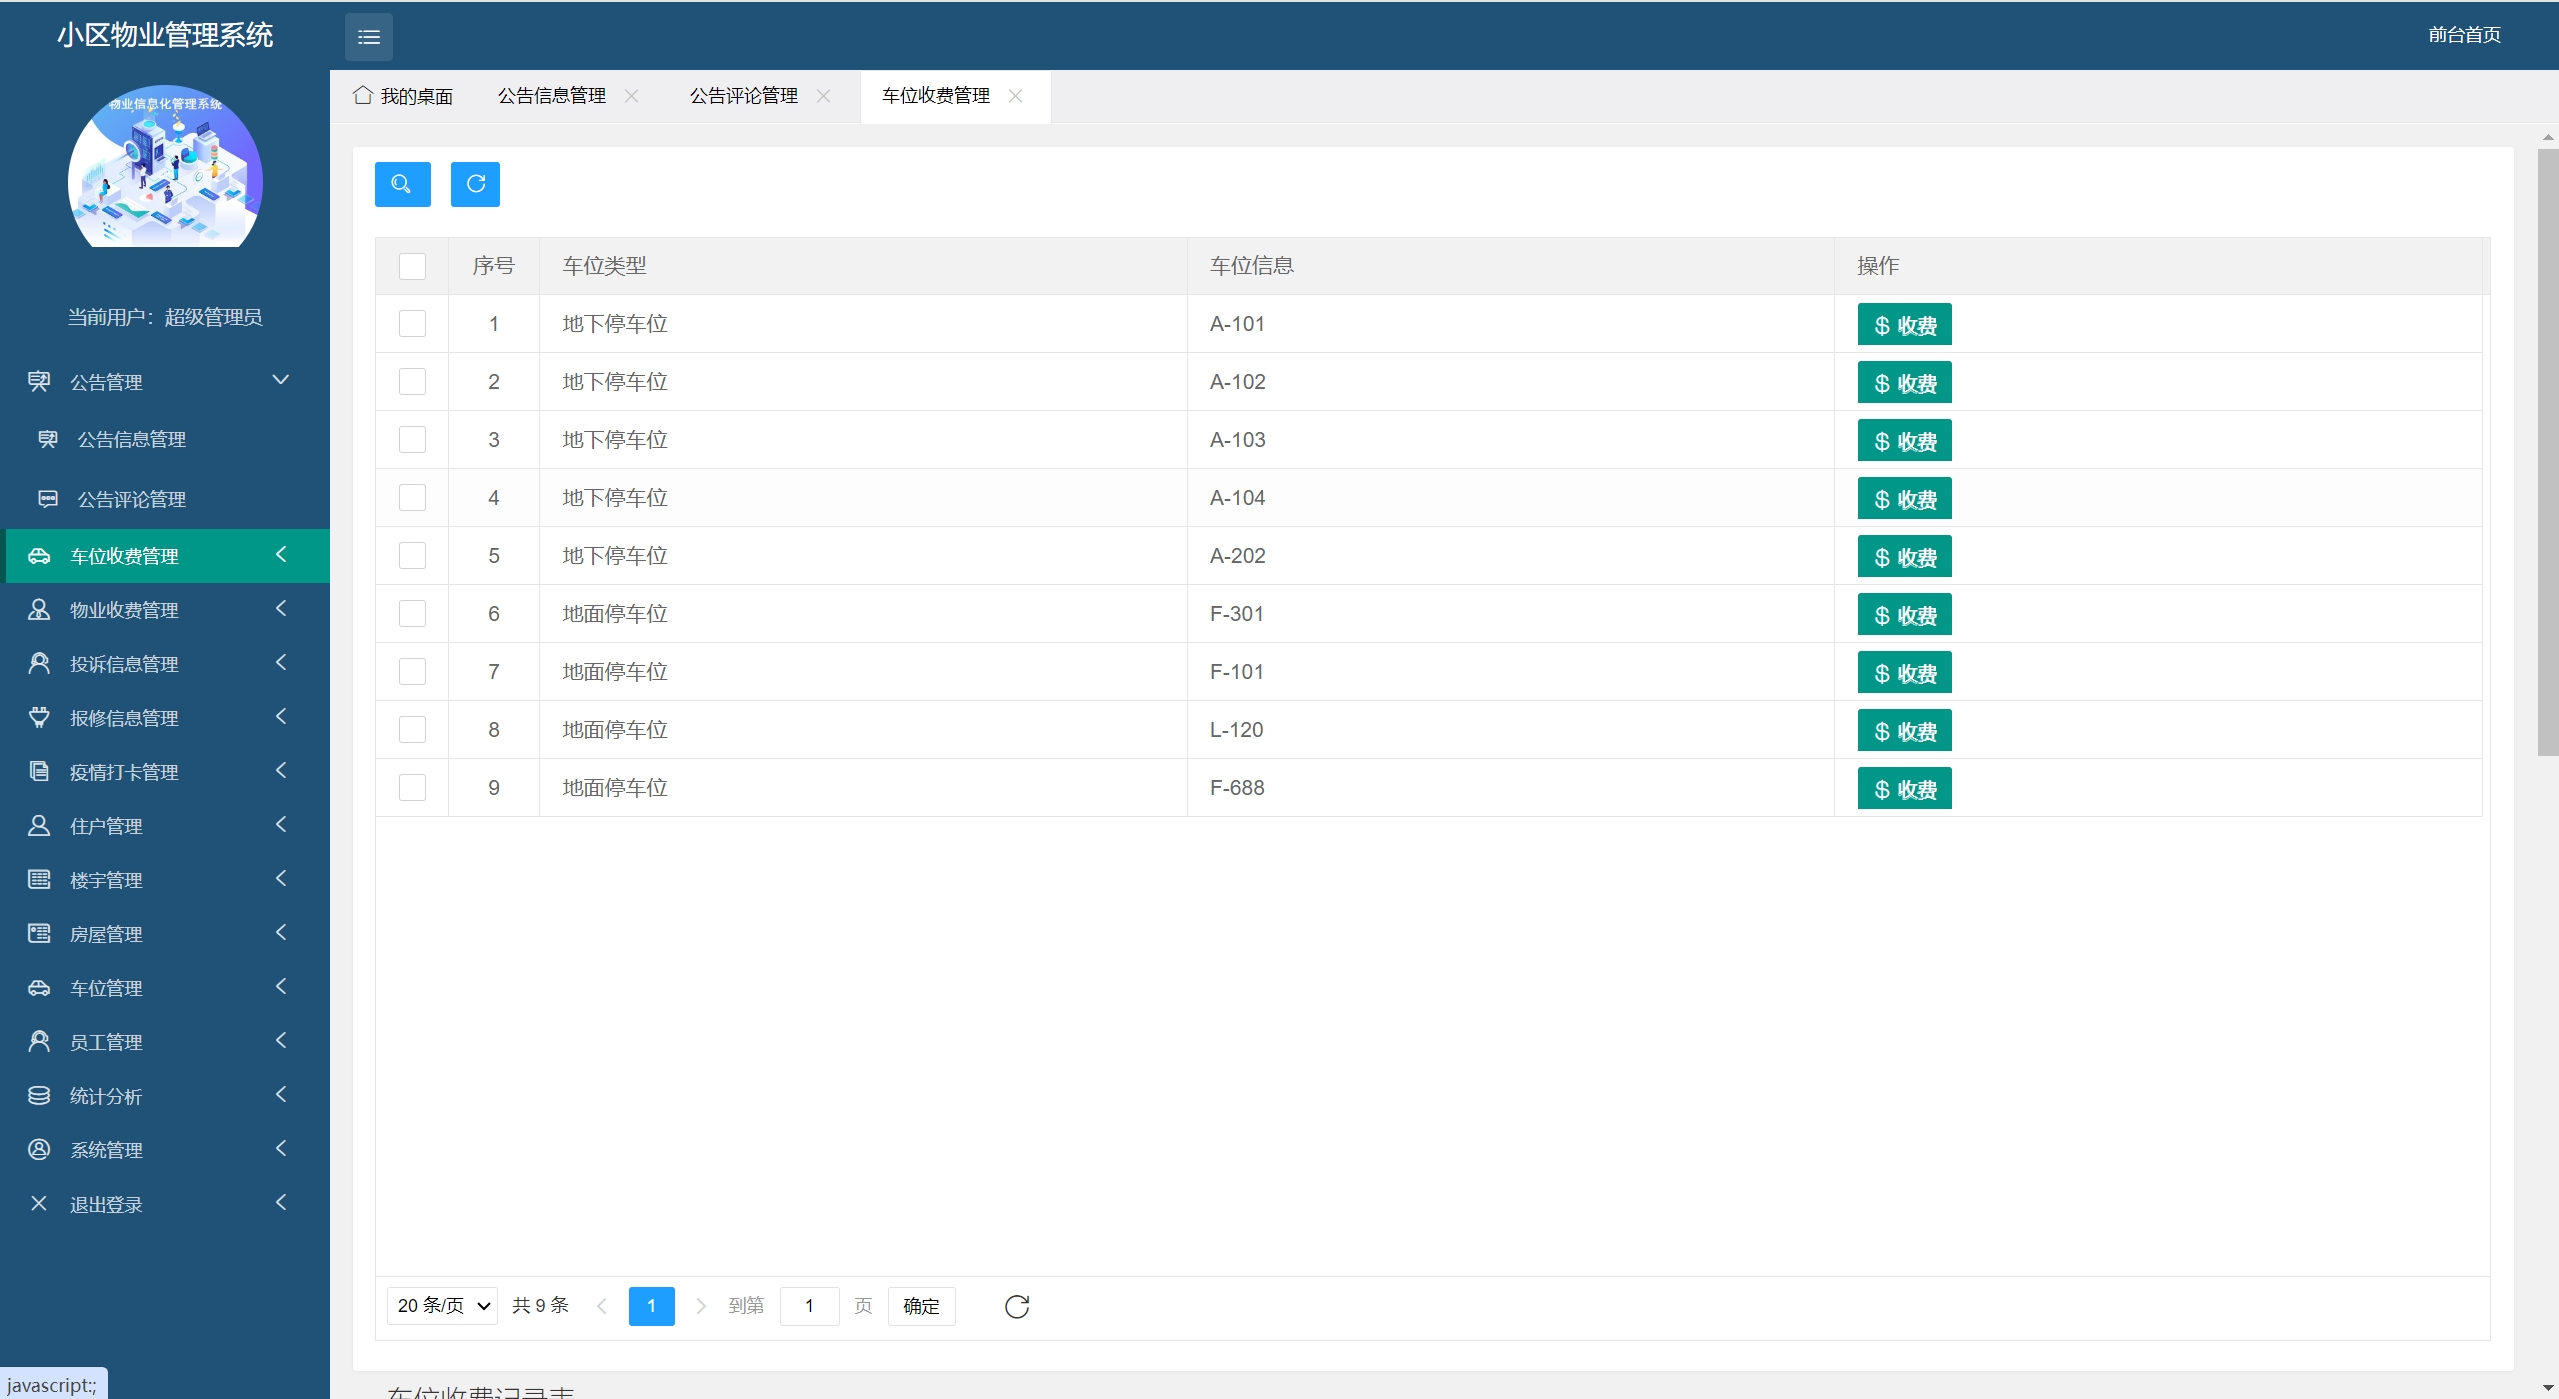 小区物业管理系统
前台首页
物业信息化管理系统
当前用户：超级管理员
公告管理
公告信息管理
公告评论管理
车位收费管理
物业收费管理
投诉信息管理
报修信息管理
疫情打卡管理
住户管理
楼宇管理
房屋管理
车位管理
员工管理
统计分析
系统管理
退出登录
我的桌面 公告信息管理 公告评论管理 车位收费管理
序号 车位类型 车位信息 操作
1 地下停车位 A-101 $ 收费
2 地下停车位 A-102 $ 收费
3 地下停车位 A-103 $ 收费
4 地下停车位 A-104 $ 收费
5 地下停车位 A-202 $ 收费
6 地面停车位 F-301 $ 收费
7 地面停车位 F-101 $ 收费
8 地面停车位 L-120 $ 收费
9 地面停车位 F-688 $ 收费
20 条/页 共 9 条 1 到第 1 页 确定
车位收费记录表
javascript:;